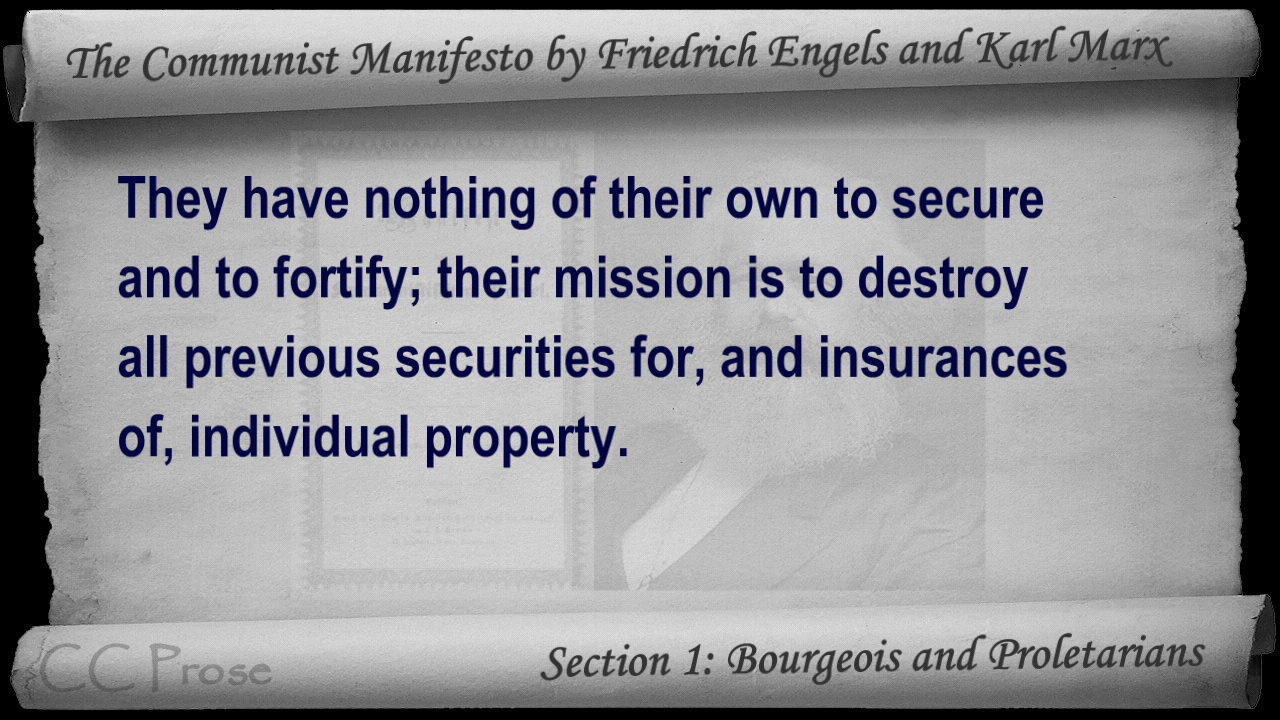 The Communist Manifesto by Friedrich Engels and Karl Marx
They have nothing of their own to secure
and to fortify; their mission is to destroy
all previous securities for, and insurances
of, individual property.
CC Prose
Section 1: Bourgeois and Proletarians